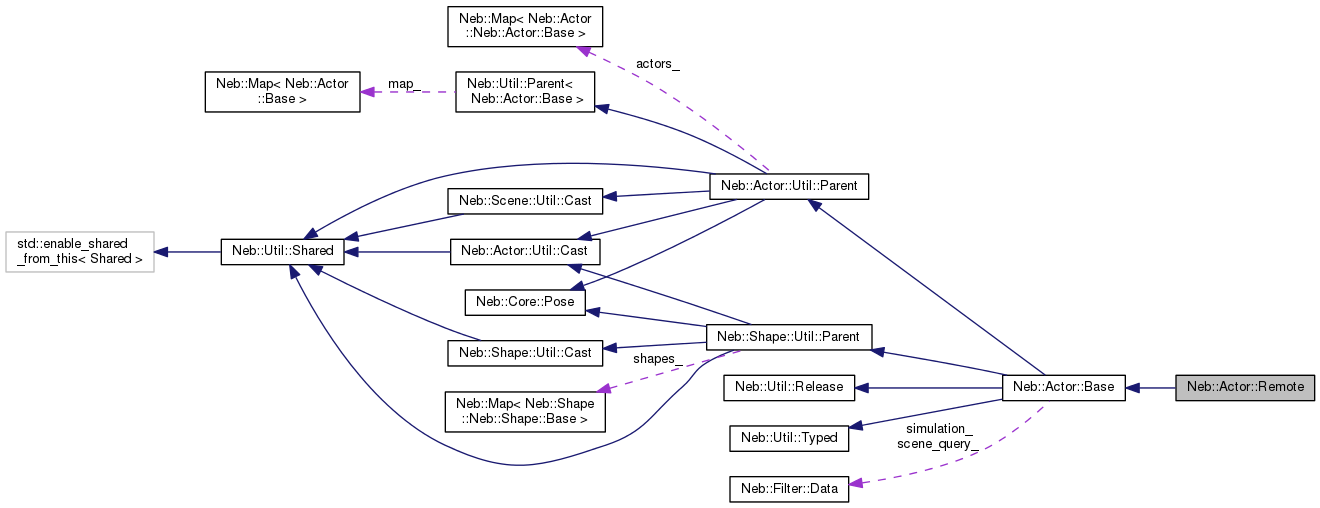 Neb::Map< Neb::Actor
::Neb::Actor::Base >
actors_
Neb::Map< Neb::Actor
::Base >
map_
Neb::Util::Parent<
Neb::Actor::Base >
Neb::Actor::Util::Parent
Neb::Scene::Util::Cast
std::enable_shared
_from_this< Shared >
Neb::Util::Shared
Neb::Actor::Util::Cast
Neb::Core::Pose
Neb::Shape::Util::Parent
Neb::Shape::Util::Cast
shapes_
Neb::Map< Neb::Shape
::Neb::Shape::Base >
Neb::Util::Release
Neb::Actor::Base
Neb::Actor::Remote
Neb::Util::Typed
simulation_
scene_query_
Neb::Filter::Data